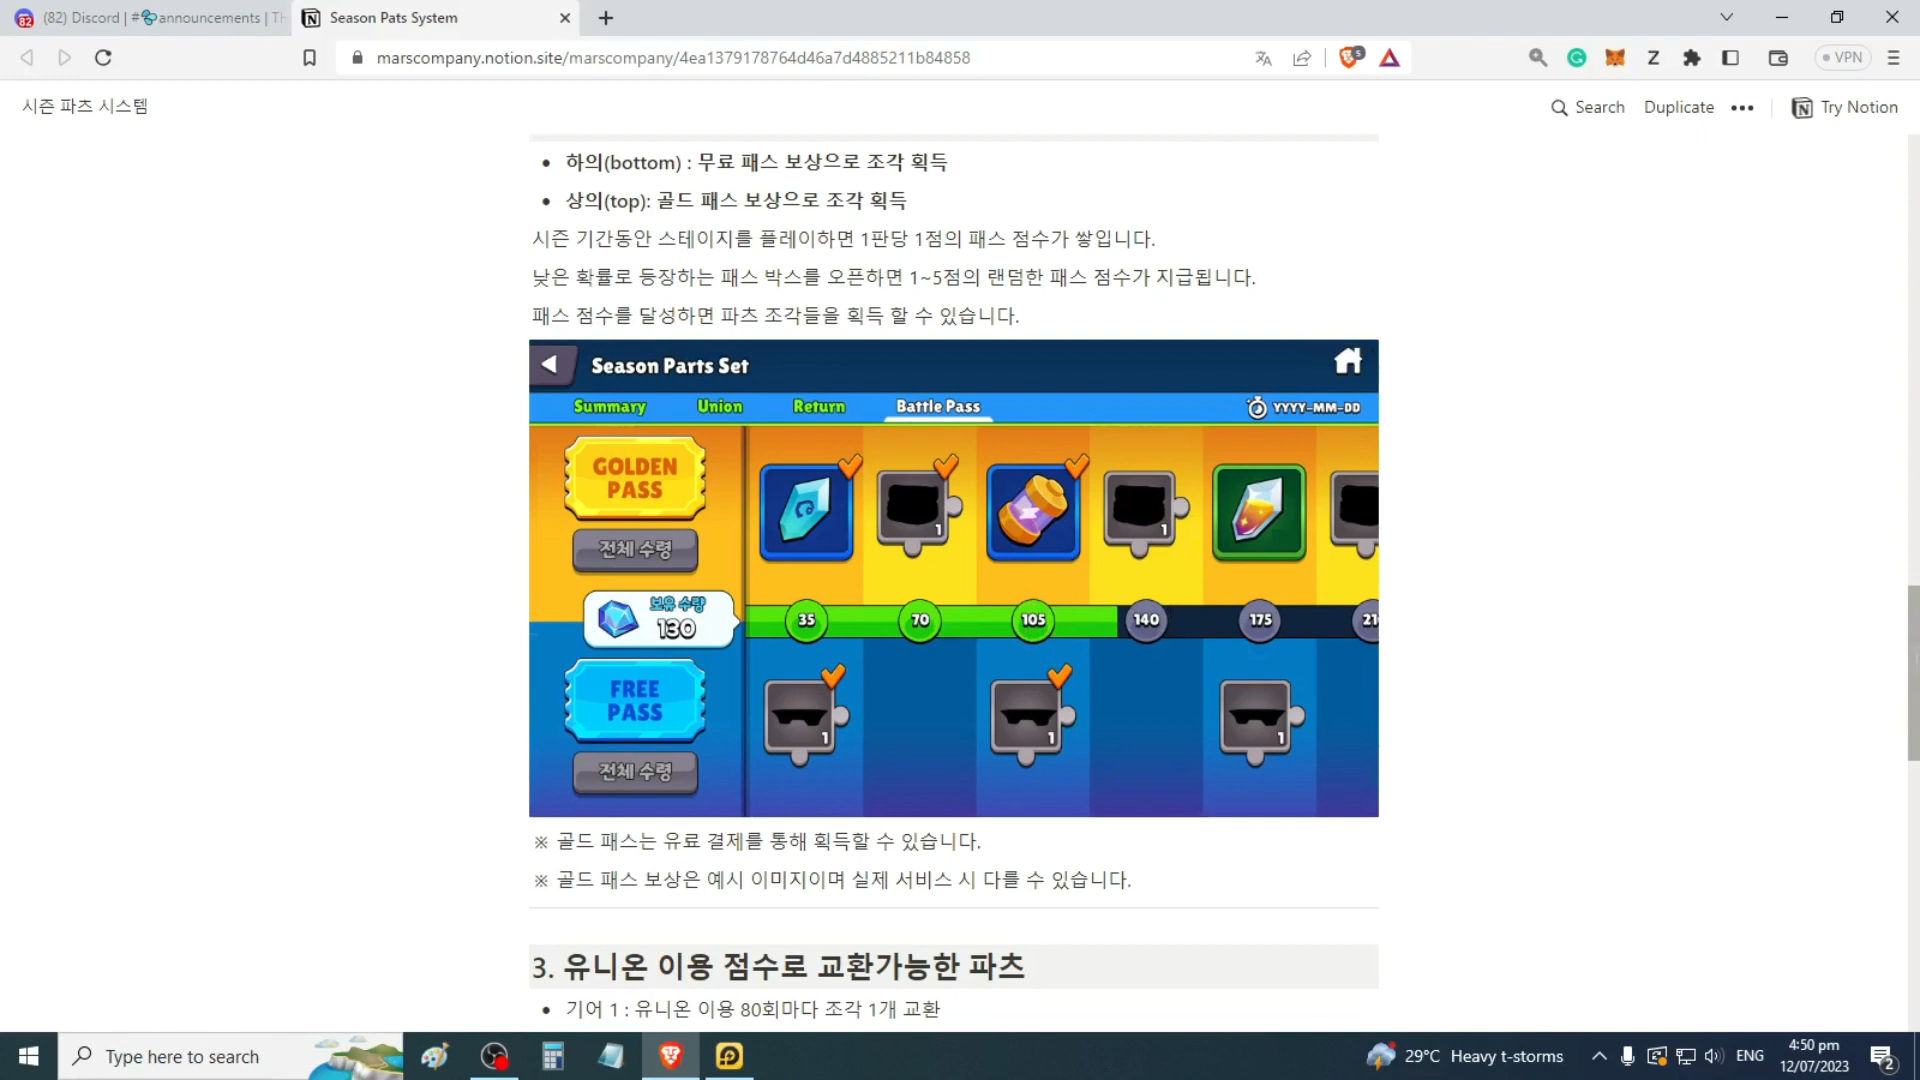 (82) Discord | #announcements | TH
Season Pats System
marscompany.notion.site/marscompany/4ea1379178764d46a7d4885211b84858
5
Z
VPN
시즌 파츠 시스템
Search
Duplicate
Try Notion
• 하의(bottom) : 무료 패스 보상으로 조각 획득
• 상의(top): 골드 패스 보상으로 조각 획득
시즌 기간동안 스테이지를 플레이하면 1판당 1점의 패스 점수가 쌓입니다.
낮은 확률로 등장하는 패스 박스를 오픈하면 1~5점의 랜덤한 패스 점수가 지급됩니다.
패스 점수를 달성하면 파츠 조각들을 획득 할 수 있습니다.
Season Parts Set
Summary Union Return Battle Pass YYYY-MM-DD
GOLDEN
PASS
1 1
전체 수령
보유 수량
130
35 70 105 140 175 21
FREE
PASS
1 1 1
전체 수령
※ 골드 패스는 유료 결제를 통해 획득할 수 있습니다.
※ 골드 패스 보상은 예시 이미지이며 실제 서비스 시 다를 수 있습니다.
3. 유니온 이용 점수로 교환가능한 파츠
• 기어 1 : 유니온 이용 80회마다 조각 1개 교환
Type here to search
29°C Heavy t-storms
ENG
4:50 pm
12/07/2023
2